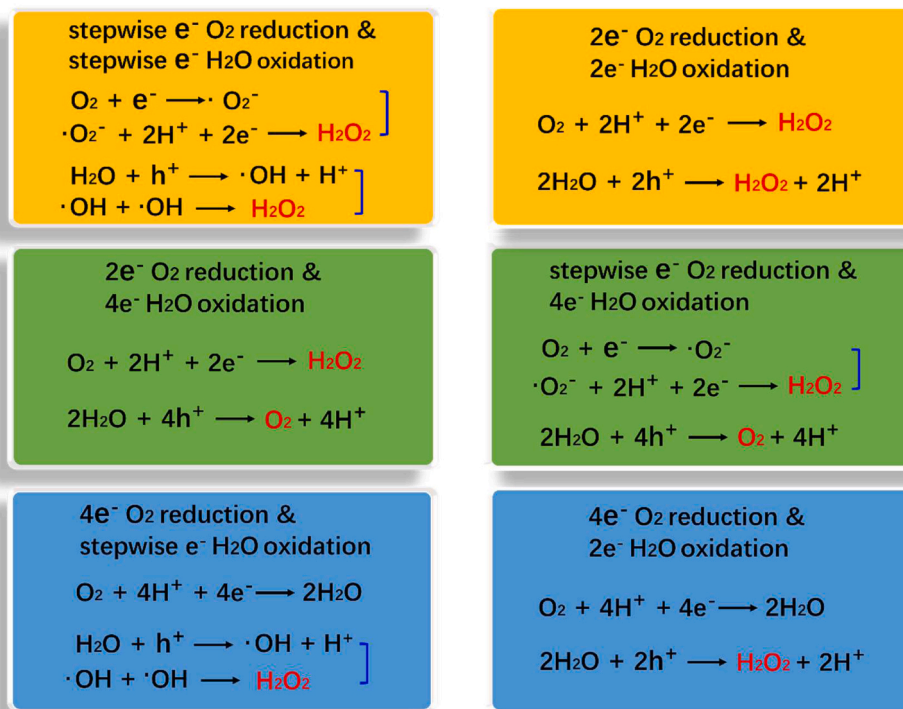 stepwise e⁻ O₂ reduction &
stepwise e⁻ H₂O oxidation
O₂ + e⁻ ⟶ · O₂⁻
·O₂⁻ + 2H⁺ + 2e⁻ ⟶ H₂O₂
H₂O + h⁺ ⟶ ·OH + H⁺
·OH + ·OH ⟶ H₂O₂
2e⁻ O₂ reduction &
2e⁻ H₂O oxidation
O₂ + 2H⁺ + 2e⁻ ⟶ H₂O₂
2H₂O + 2h⁺ ⟶ H₂O₂ + 2H⁺
2e⁻ O₂ reduction &
4e⁻ H₂O oxidation
O₂ + 2H⁺ + 2e⁻ ⟶ H₂O₂
2H₂O + 4h⁺ ⟶ O₂ + 4H⁺
stepwise e⁻ O₂ reduction &
4e⁻ H₂O oxidation
O₂ + e⁻ ⟶ ·O₂⁻
·O₂⁻ + 2H⁺ + 2e⁻ ⟶ H₂O₂
2H₂O + 4h⁺ ⟶ O₂ + 4H⁺
4e⁻ O₂ reduction &
stepwise e⁻ H₂O oxidation
O₂ + 4H⁺ + 4e⁻ ⟶ 2H₂O
H₂O + h⁺ ⟶ ·OH + H⁺
·OH + ·OH ⟶ H₂O₂
4e⁻ O₂ reduction &
2e⁻ H₂O oxidation
O₂ + 4H⁺ + 4e⁻ ⟶ 2H₂O
2H₂O + 2h⁺ ⟶ H₂O₂ + 2H⁺